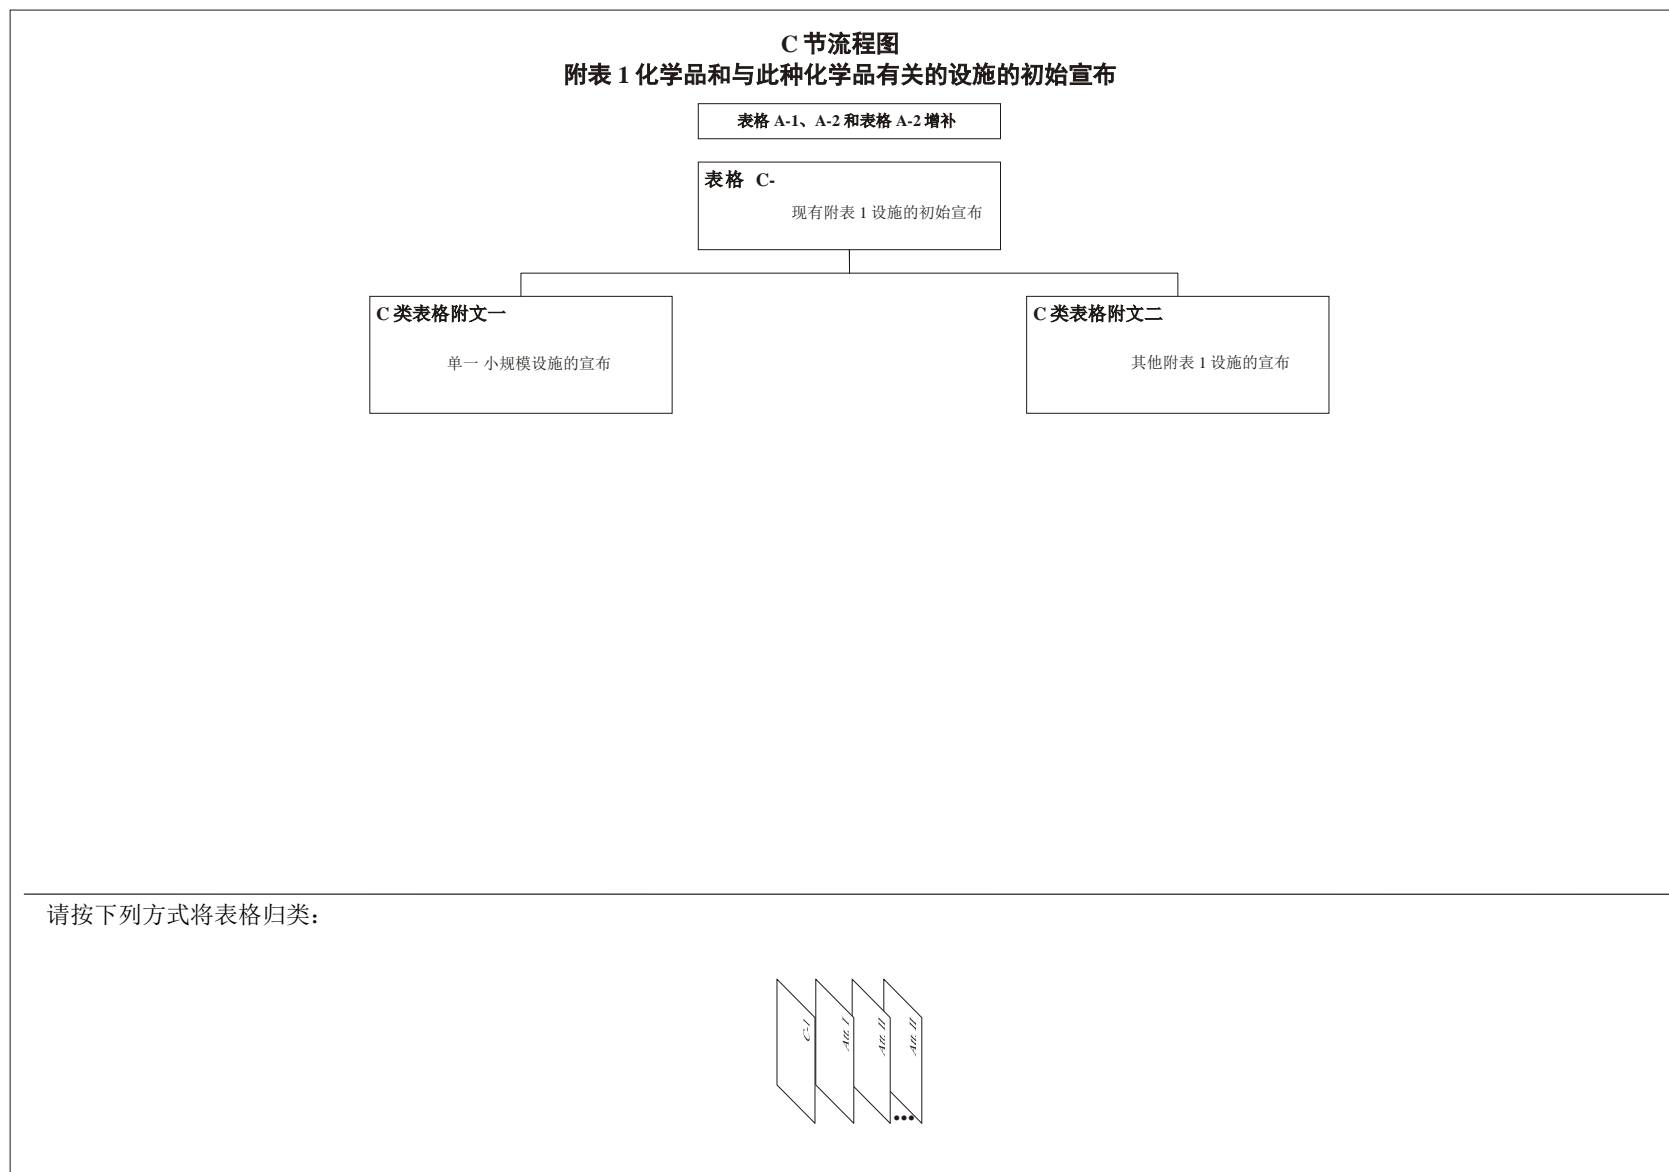 C 节流程图
附表 1 化学品和与此种化学品有关的设施的初始宣布
表格 A-1、A-2 和表格 A-2 增补
表格 C-
现有附表 1 设施的初始宣布
C 类表格附文一
单一 小规模设施的宣布
C 类表格附文二
其他附表 1 设施的宣布
请按下列方式将表格归类：
C-1
Att. I
Att. II
Att. II
•••